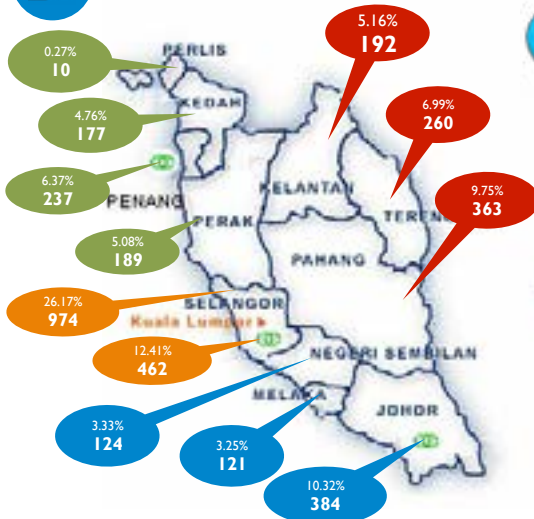 PERLIS
0.27%
10
KEDAH
4.76%
177
6.37%
237
PENANG
PERAK
5.08%
189
5.16%
192
KELANTAN
6.99%
260
9.75%
363
PAHANG
SELANGOR
26.17%
974
Kuala Lumpur
12.41%
462
NEGERI SEMBILAN
3.33%
124
MELAKA
3.25%
121
JOHOR
10.32%
384